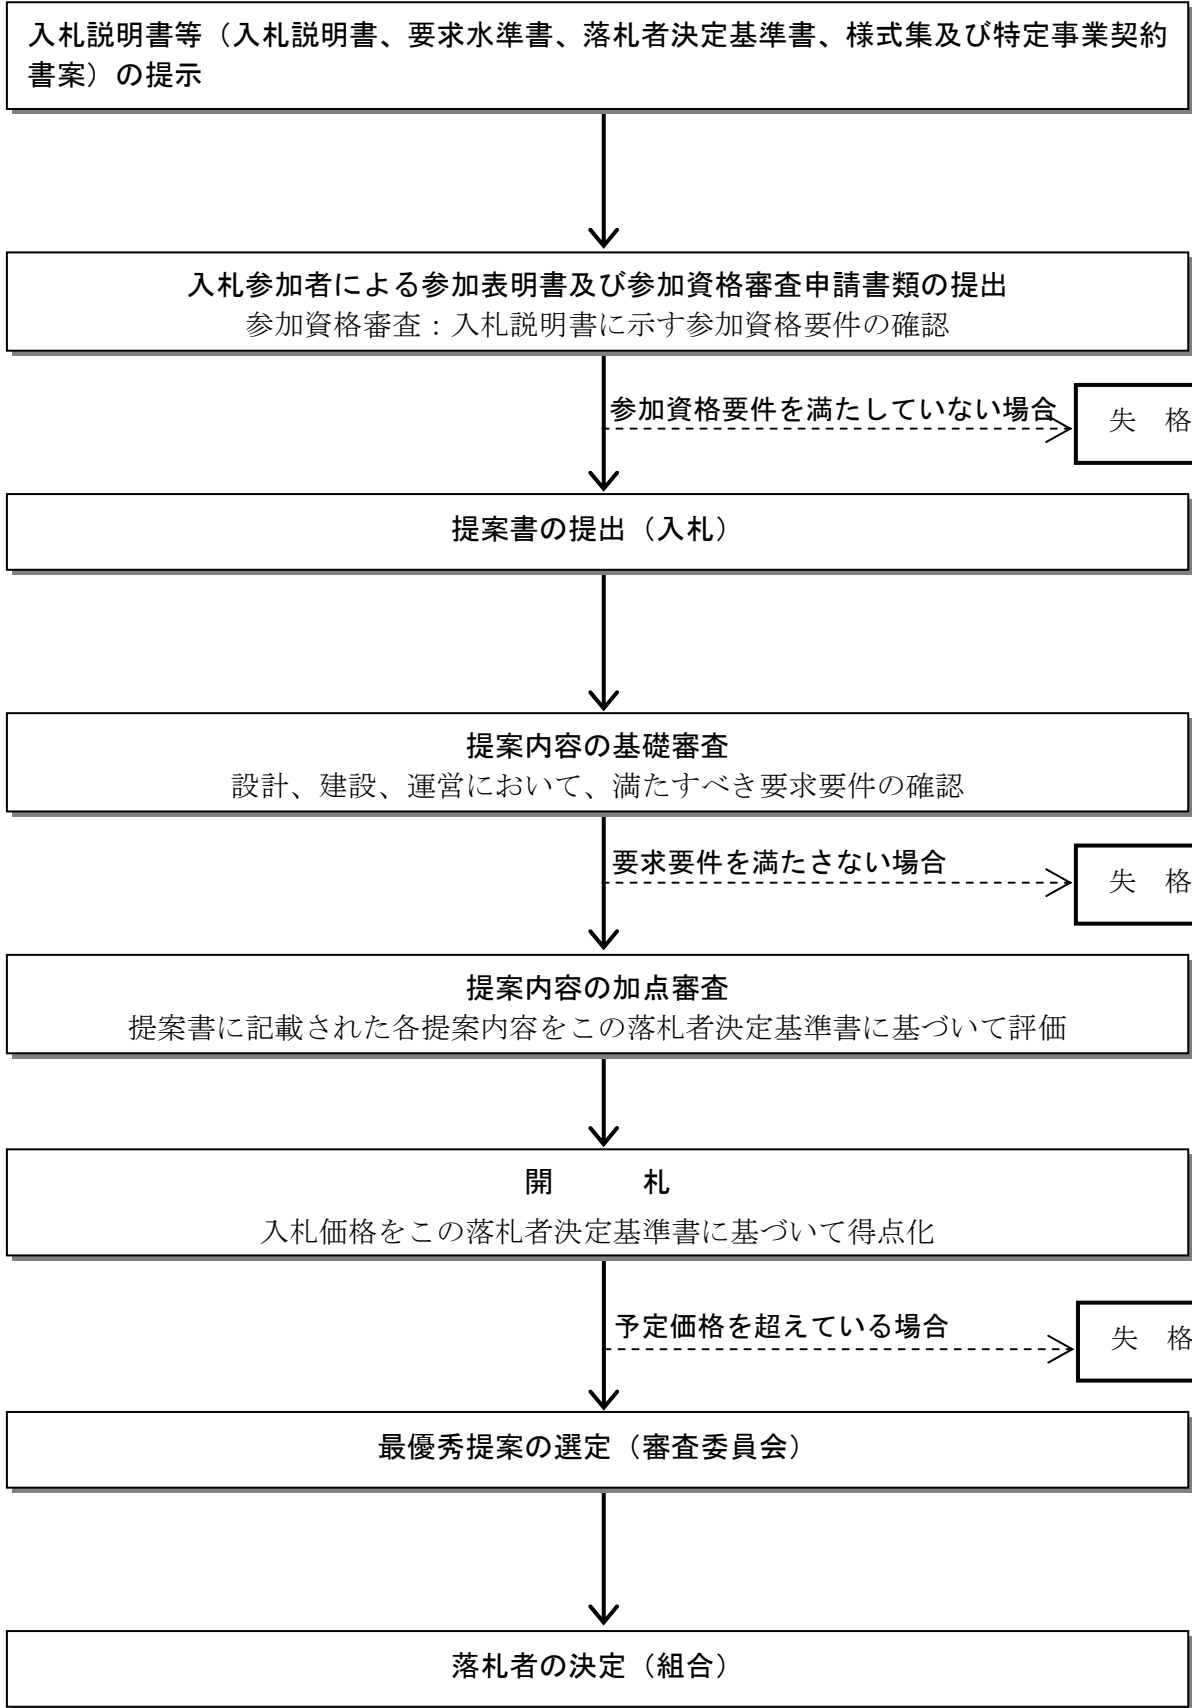 入札説明書等（入札説明書、要求水準書、落札者決定基準書、様式集及び特定事業契約
書案）の提示
入札参加者による参加表明書及び参加資格審査申請書類の提出
参加資格審査：入札説明書に示す参加資格要件の確認
参加資格要件を満たしていない場合
失　格
提案書の提出（入札）
提案内容の基礎審査
設計、建設、運営において、満たすべき要求要件の確認
要求要件を満たさない場合
失　格
提案内容の加点審査
提案書に記載された各提案内容をこの落札者決定基準書に基づいて評価
開　　　札
入札価格をこの落札者決定基準書に基づいて得点化
予定価格を超えている場合
失　格
最優秀提案の選定（審査委員会）
落札者の決定（組合）